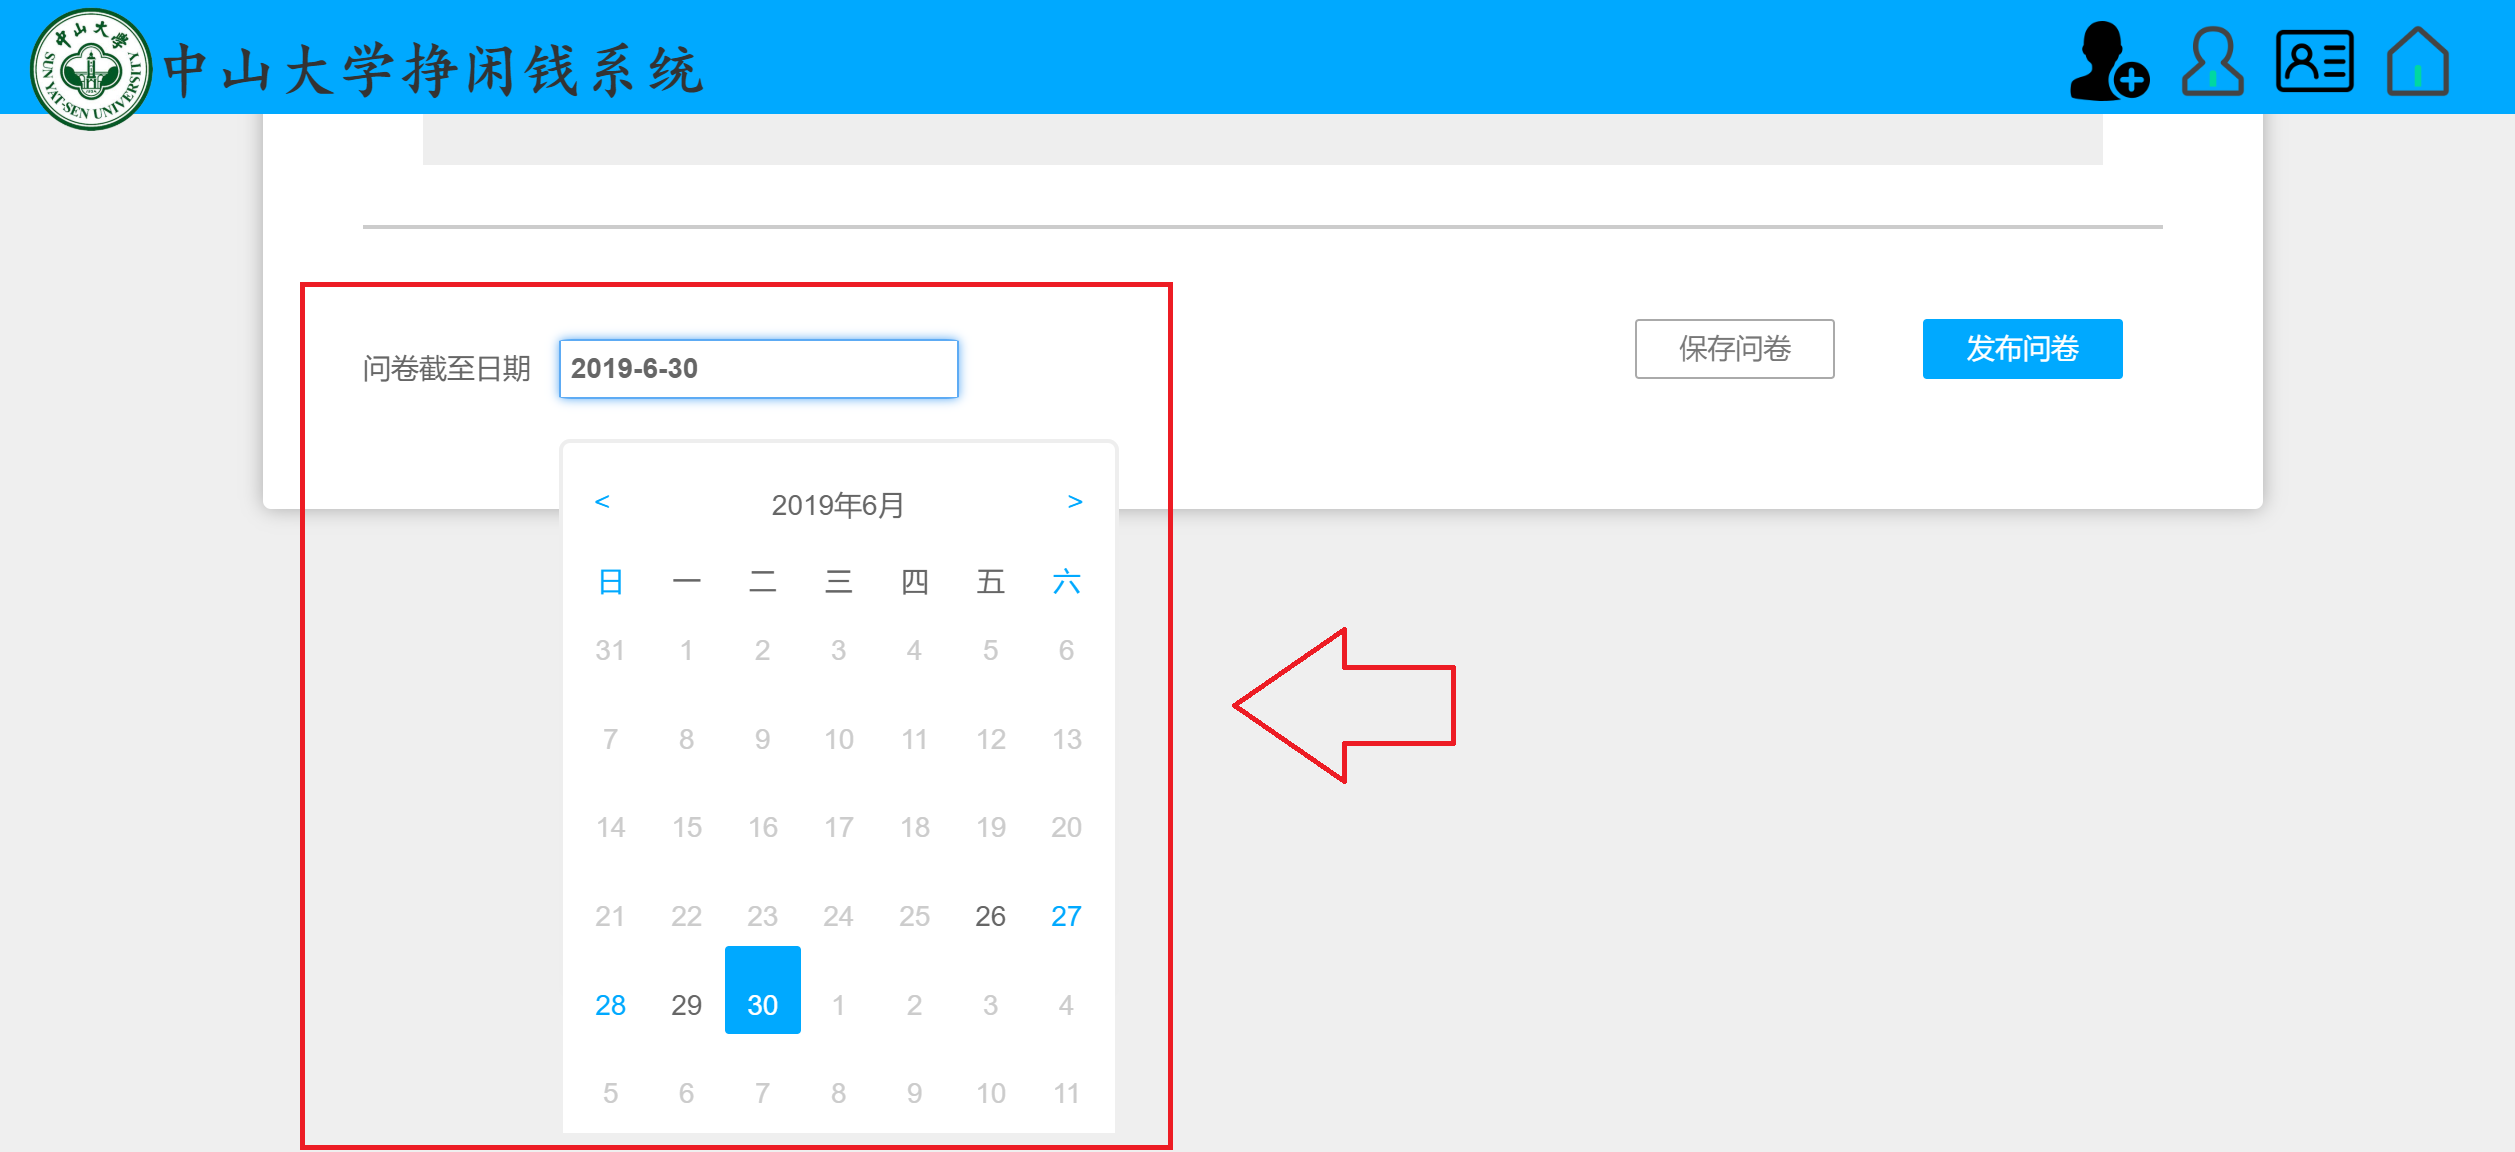 中山大学
SUN YAT-SEN UNIVERSITY
中山大学挣闲钱系统
问卷截至日期 2019-6-30
保存问卷 发布问卷
< 2019年6月 >
日 一 二 三 四 五 六
31 1 2 3 4 5 6
7 8 9 10 11 12 13
14 15 16 17 18 19 20
21 22 23 24 25 26 27
28 29 30 1 2 3 4
5 6 7 8 9 10 11